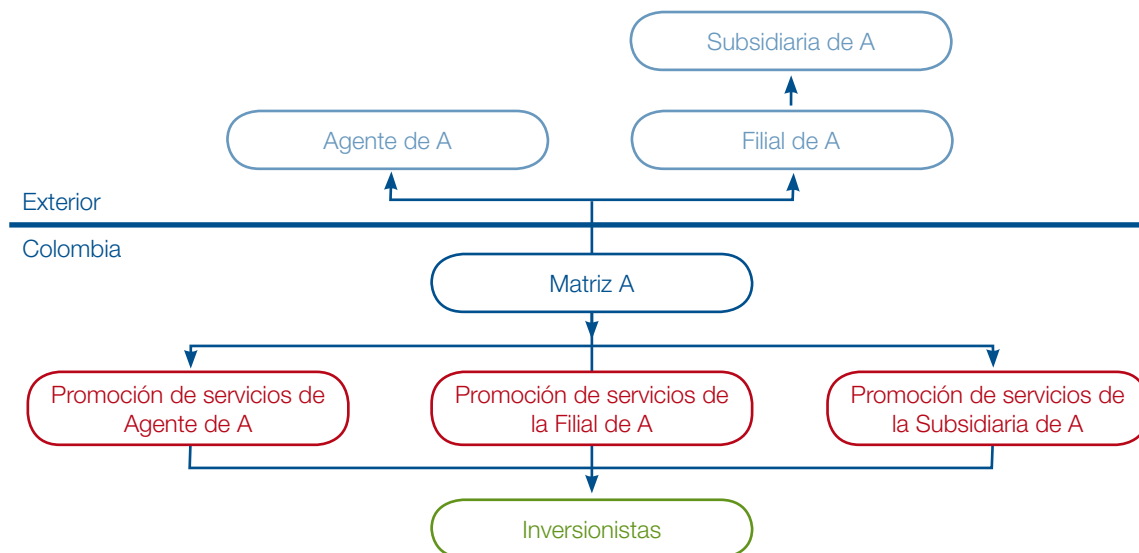 Subsidiaria de A
Agente de A
Filial de A
Exterior
Colombia
Matriz A
Promoción de servicios de
Agente de A
Promoción de servicios de
la Filial de A
Promoción de servicios de
la Subsidiaria de A
Inversionistas